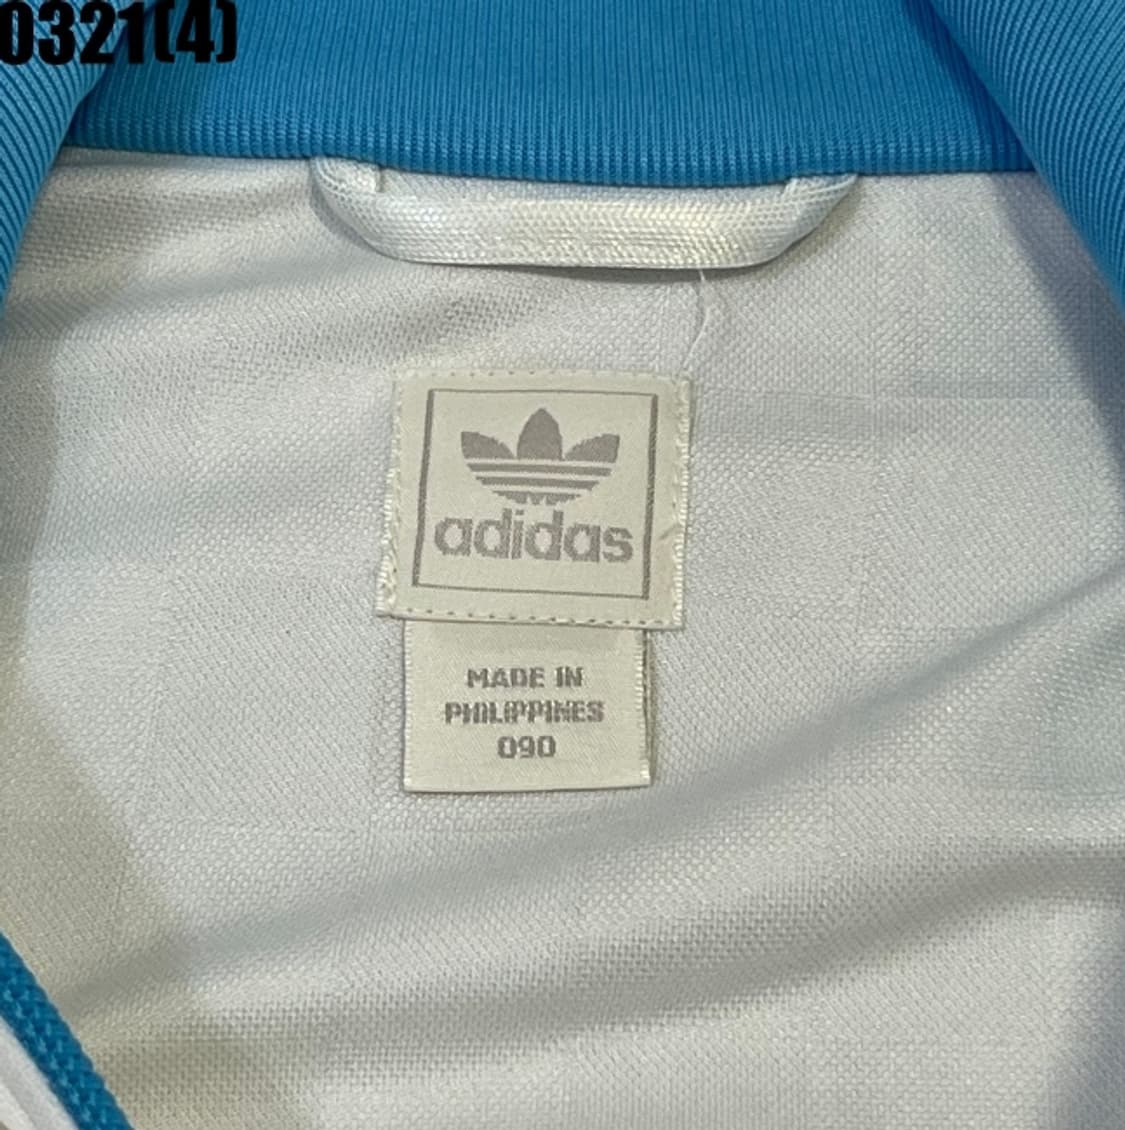 0321(4)
adidas
MADE IN
PHILIPPINES
090